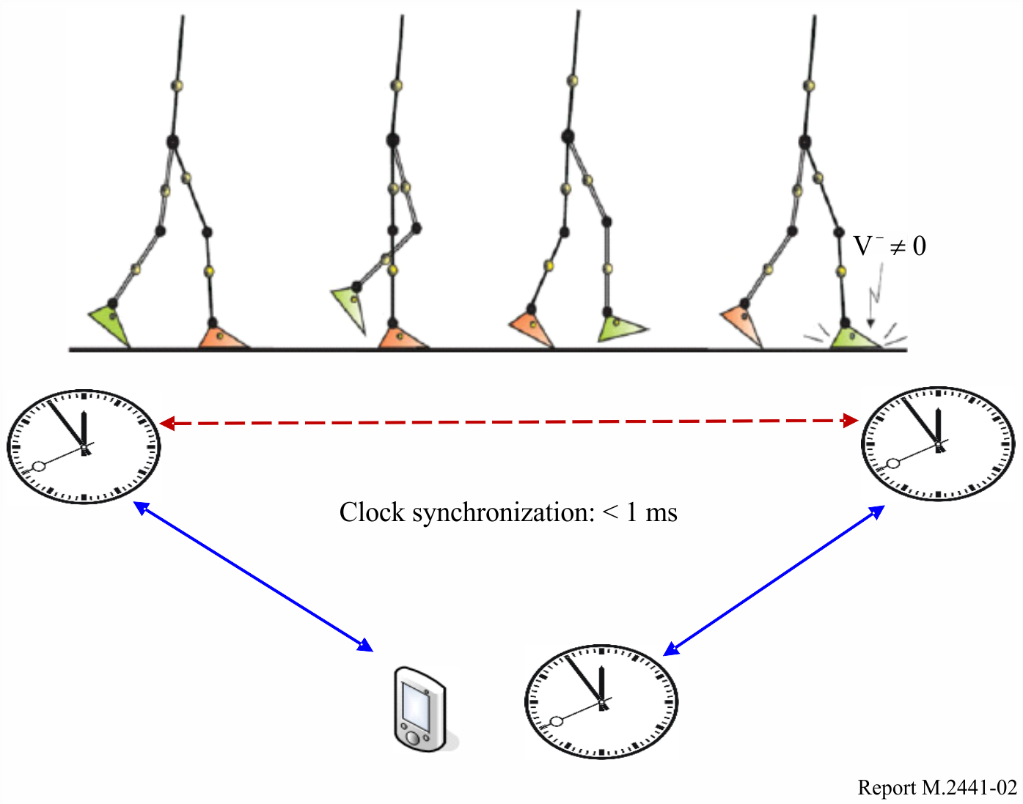 V⁻ ≠ 0
Clock synchronization: < 1 ms
Report M.2441-02